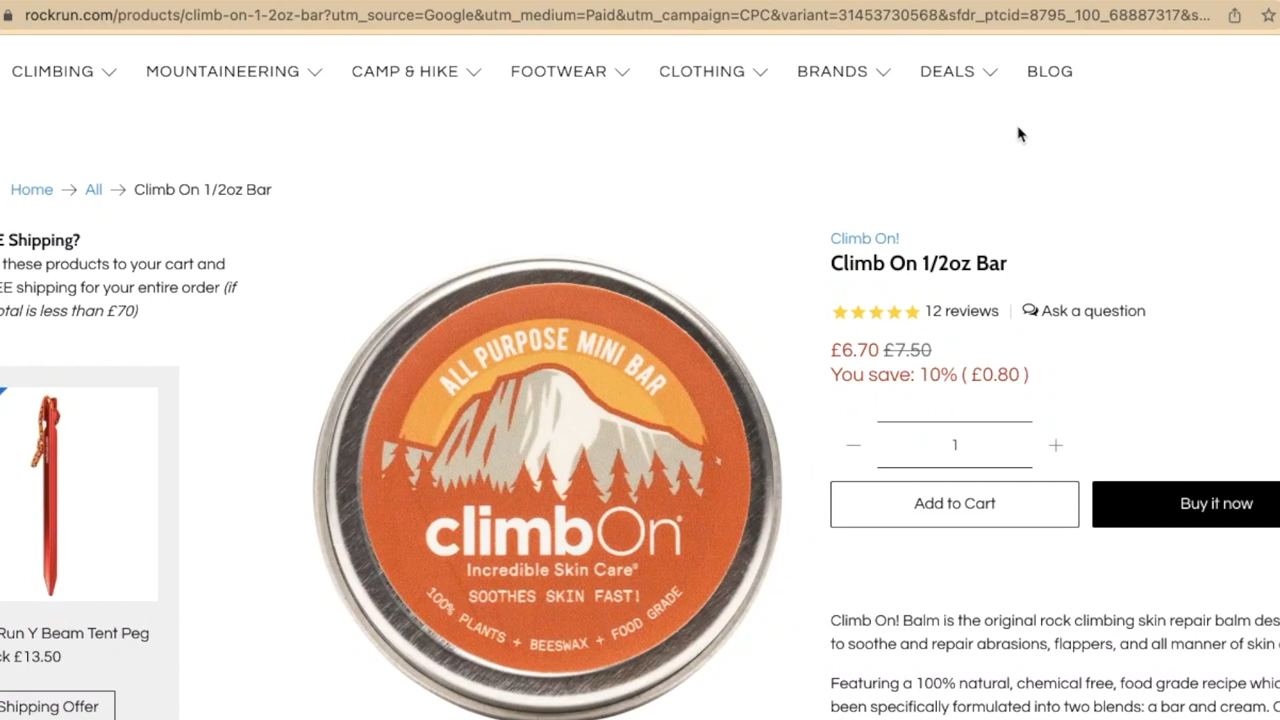 rockrun.com/products/climb-on-1-2oz-bar?utm_source=Google&utm_medium=Paid&utm_campaign=CPC&variant=31453730568&sfdr_ptcid=8795_100_68887317&s...
CLIMBING MOUNTAINEERING CAMP & HIKE FOOTWEAR CLOTHING BRANDS DEALS BLOG
Home → All → Climb On 1/2oz Bar
E Shipping?
these products to your cart and
EE shipping for your entire order (if
otal is less than £70)
Run Y Beam Tent Peg
ck £13.50
Shipping Offer
ALL PURPOSE MINI BAR
climbOn®
Incredible Skin Care®
SOOTHES SKIN FAST!
100% PLANTS + BEESWAX + FOOD GRADE
Climb On!
Climb On 1/2oz Bar
12 reviews | Ask a question
£6.70 £7.50
You save: 10% ( £0.80 )
− 1 +
Add to Cart Buy it now
Climb On! Balm is the original rock climbing skin repair balm des
to soothe and repair abrasions, flappers, and all manner of skin
Featuring a 100% natural, chemical free, food grade recipe whic
been specifically formulated into two blends: a bar and cream. C